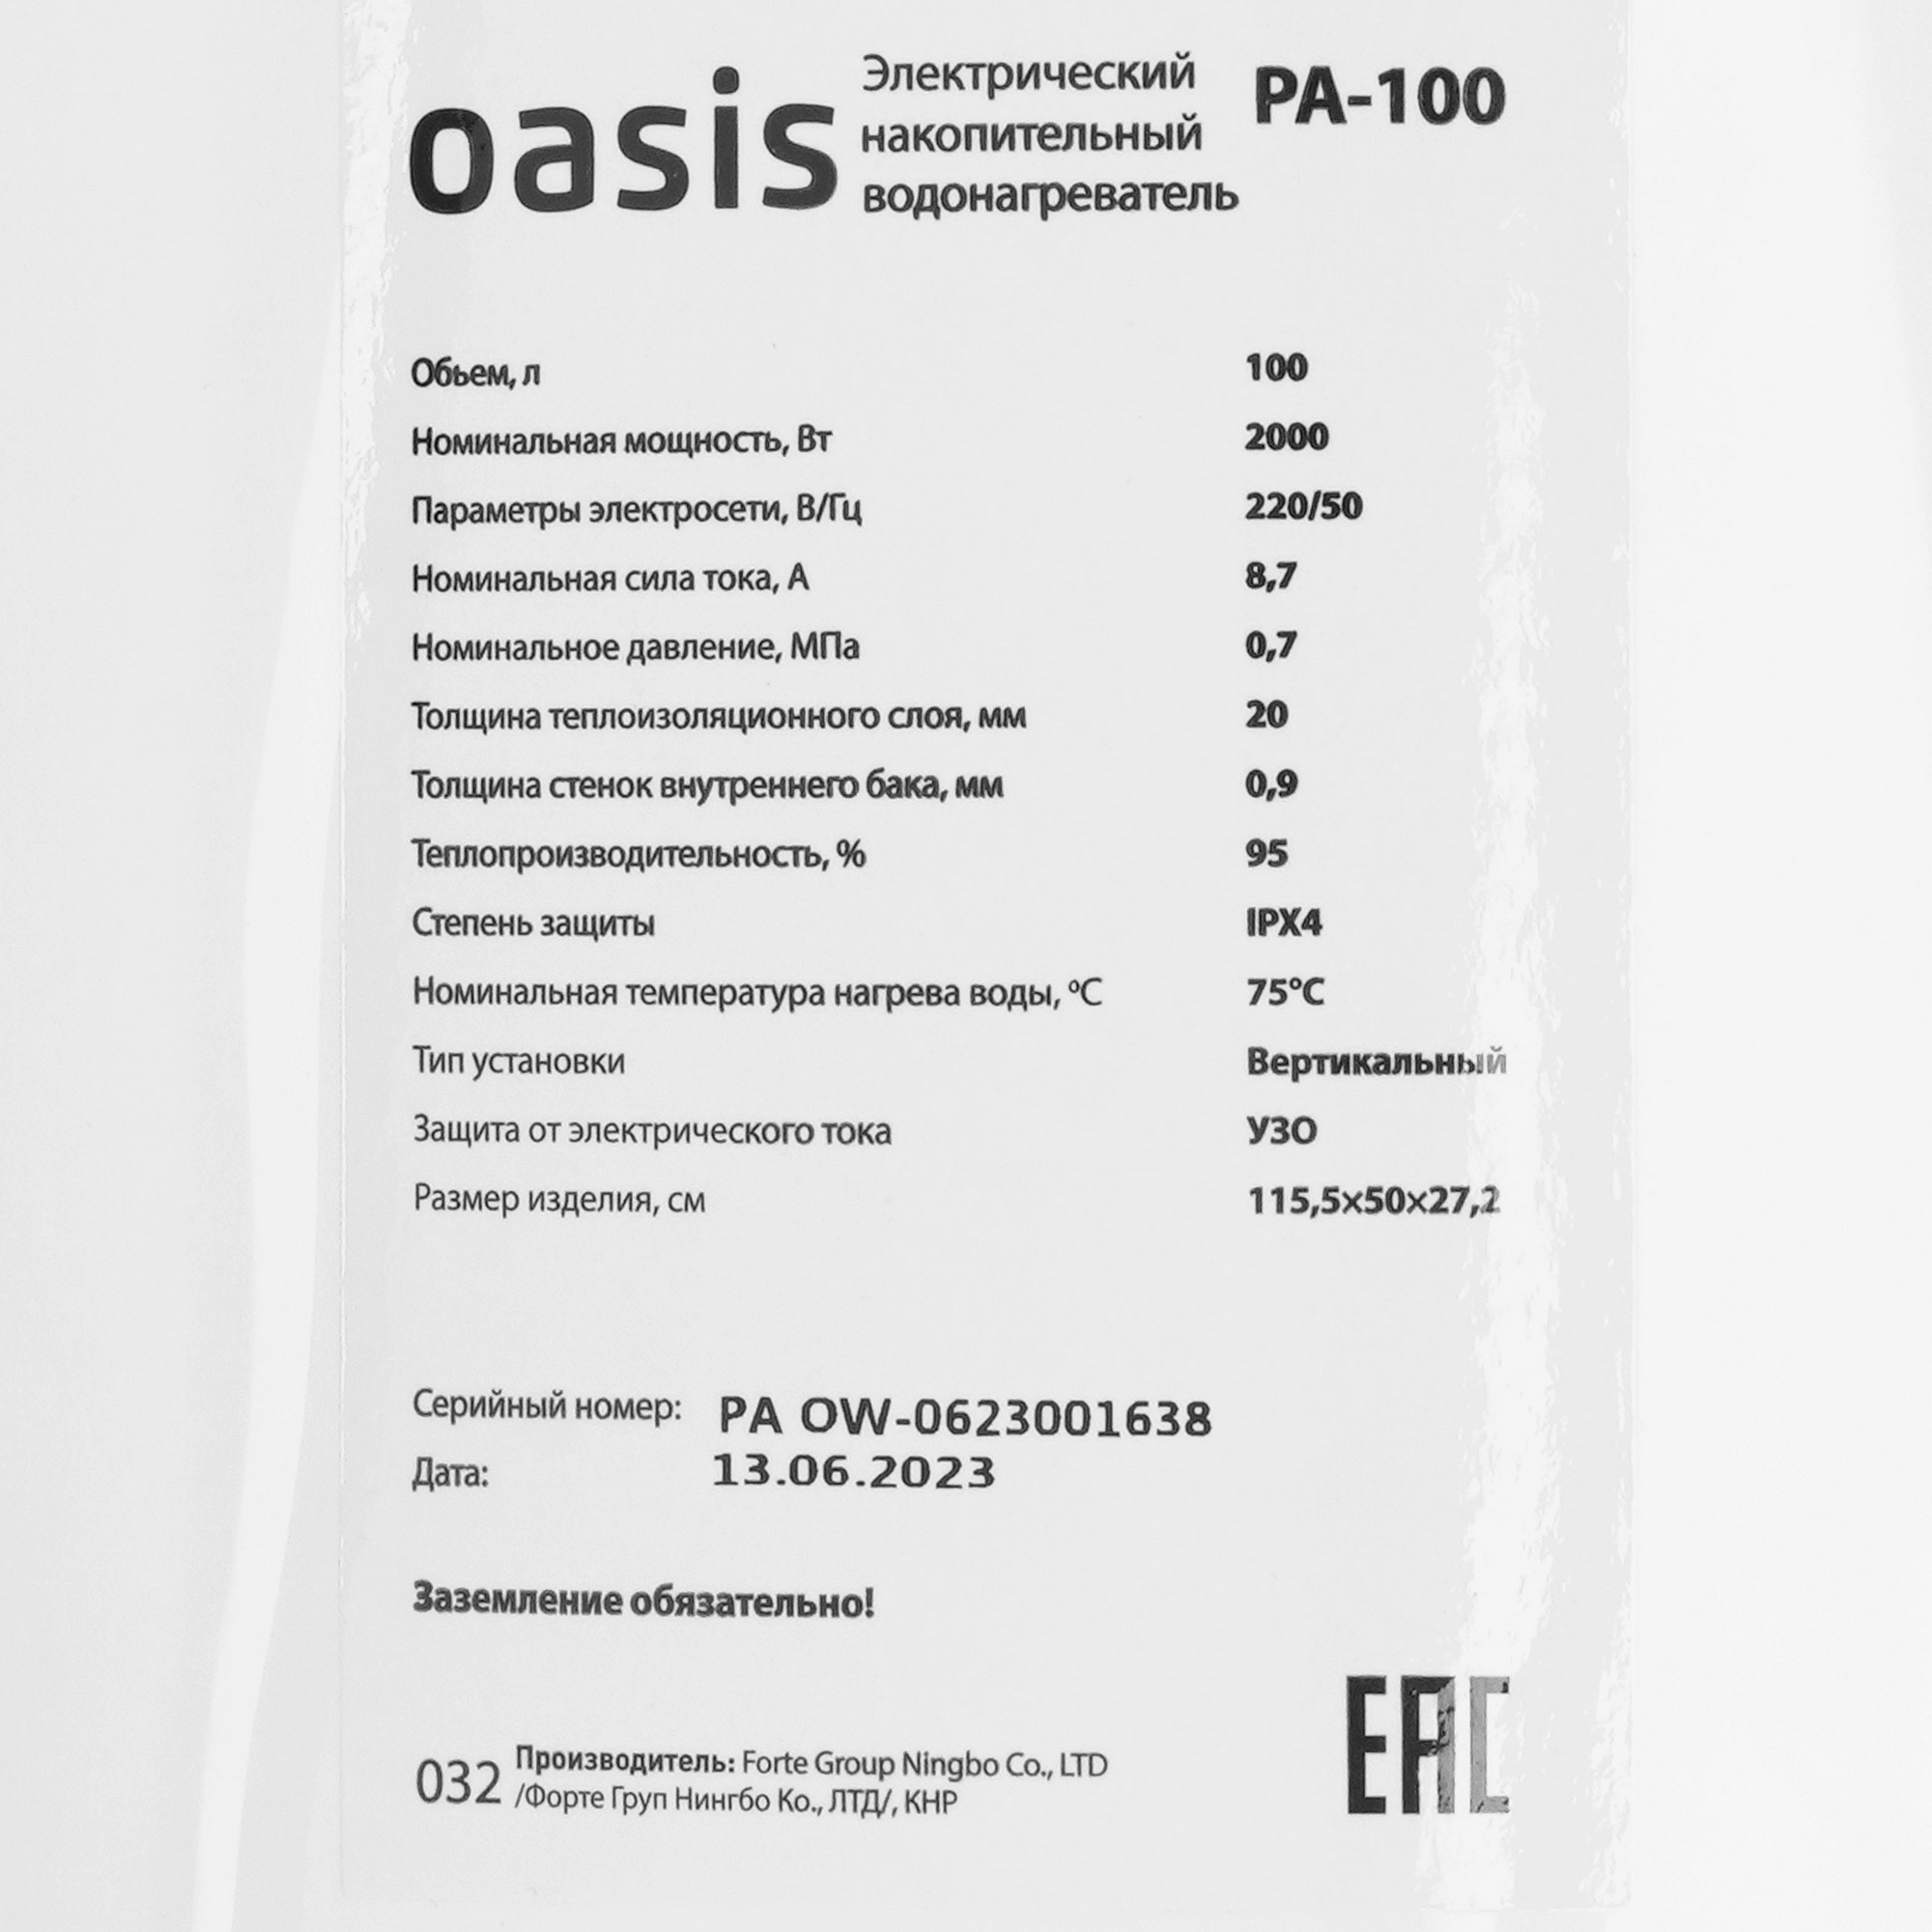 oasis
Электрический
накопительный
водонагреватель
PA-100
Обьем, л 100
Номинальная мощность, Вт 2000
Параметры электросети, В/Гц 220/50
Номинальная сила тока, А 8,7
Номинальное давление, МПа 0,7
Толщина теплоизоляционного слоя, мм 20
Толщина стенок внутреннего бака, мм 0,9
Теплопроизводительность, % 95
Степень защиты IPX4
Номинальная температура нагрева воды, ºС 75°C
Тип установки Вертикальный
Защита от электрического тока УЗО
Размер изделия, см 115,5×50×27,2
Серийный номер: PA OW-0623001638
Дата: 13.06.2023
Заземление обязательно!
EAC
032 Производитель: Forte Group Ningbo Co., LTD
/Форте Груп Нингбо Ко., ЛТД/, КНР